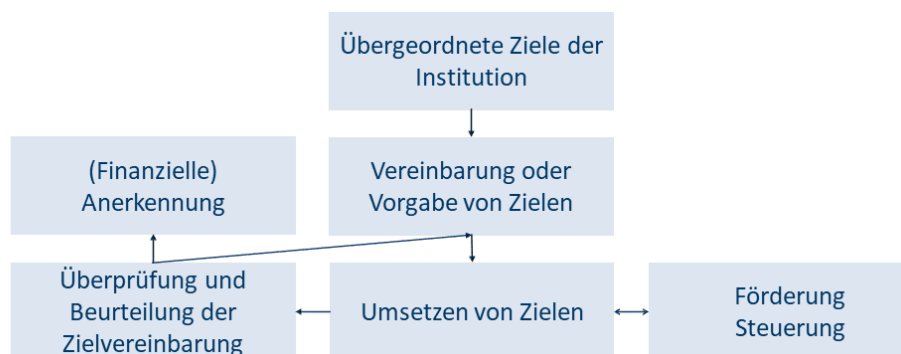 Übergeordnete Ziele der
Institution
(Finanzielle)
Anerkennung
Vereinbarung oder
Vorgabe von Zielen
Überprüfung und
Beurteilung der
Zielvereinbarung
Umsetzen von Zielen
Förderung
Steuerung